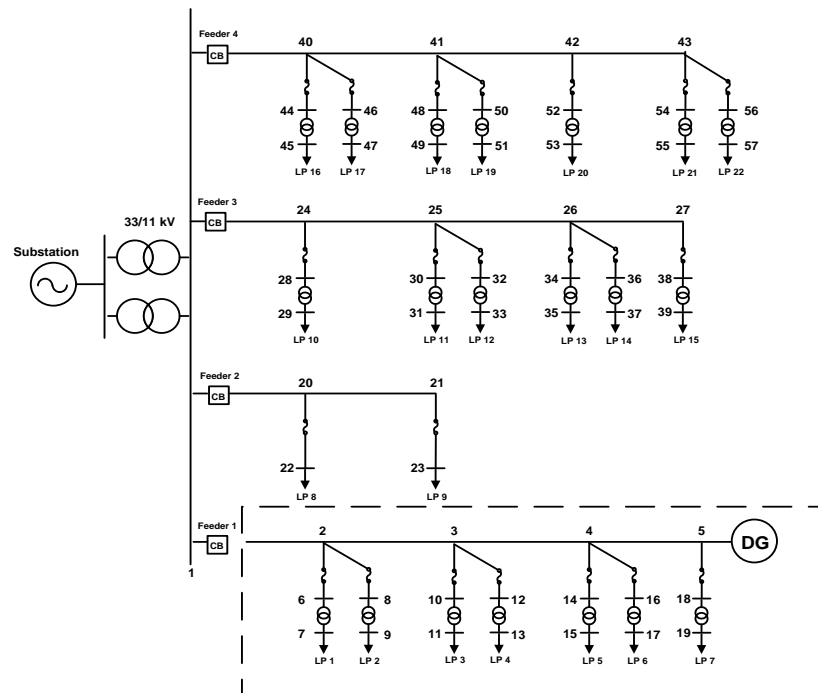 Feeder 4
CB
40
41
42
43
44
46
48
50
52
54
56
45
47
49
51
53
55
57
LP 16
LP 17
LP 18
LP 19
LP 20
LP 21
LP 22
33/11 kV
Substation
Feeder 3
CB
24
25
26
27
28
30
32
34
36
38
29
31
33
35
37
39
LP 10
LP 11
LP 12
LP 13
LP 14
LP 15
Feeder 2
CB
20
21
22
23
LP 8
LP 9
Feeder 1
CB
1
2
3
4
5
DG
6
8
10
12
14
16
18
7
9
11
13
15
17
19
LP 1
LP 2
LP 3
LP 4
LP 5
LP 6
LP 7